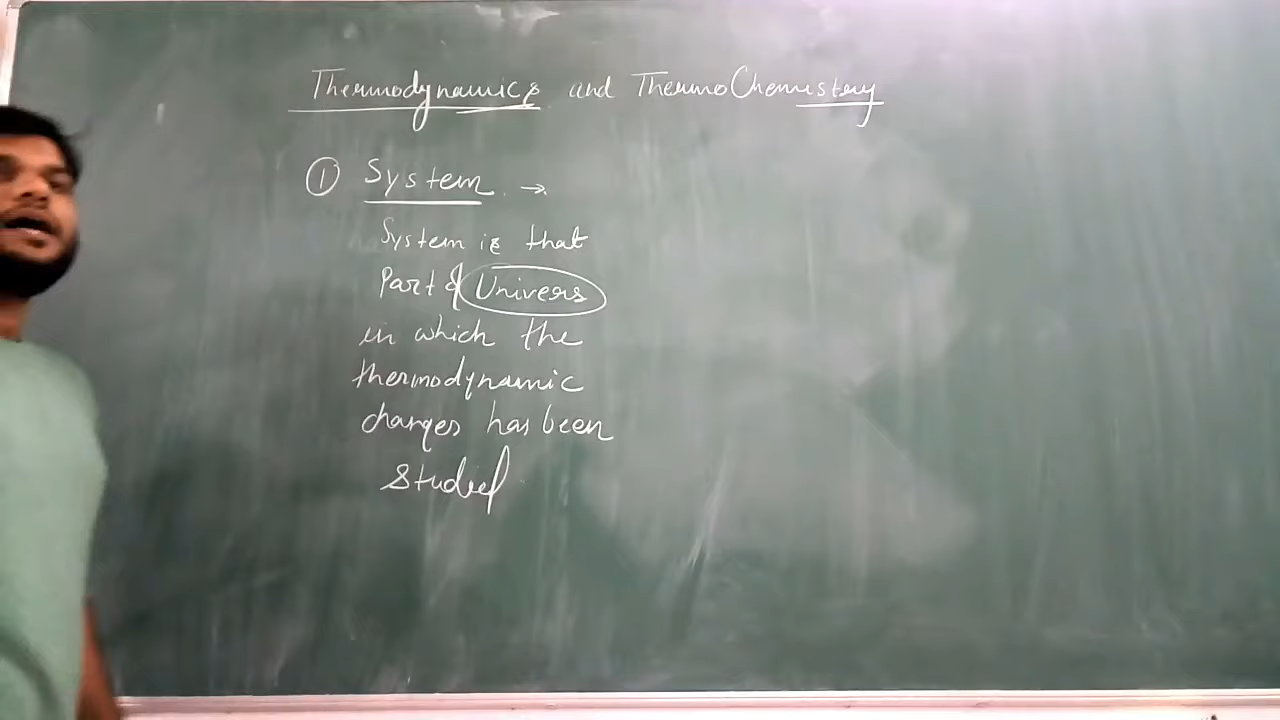 Thermodynamics and ThermoChemistry
① System →
System is that
Part of Univers
in which the
thermodynamic
changes has been
studied